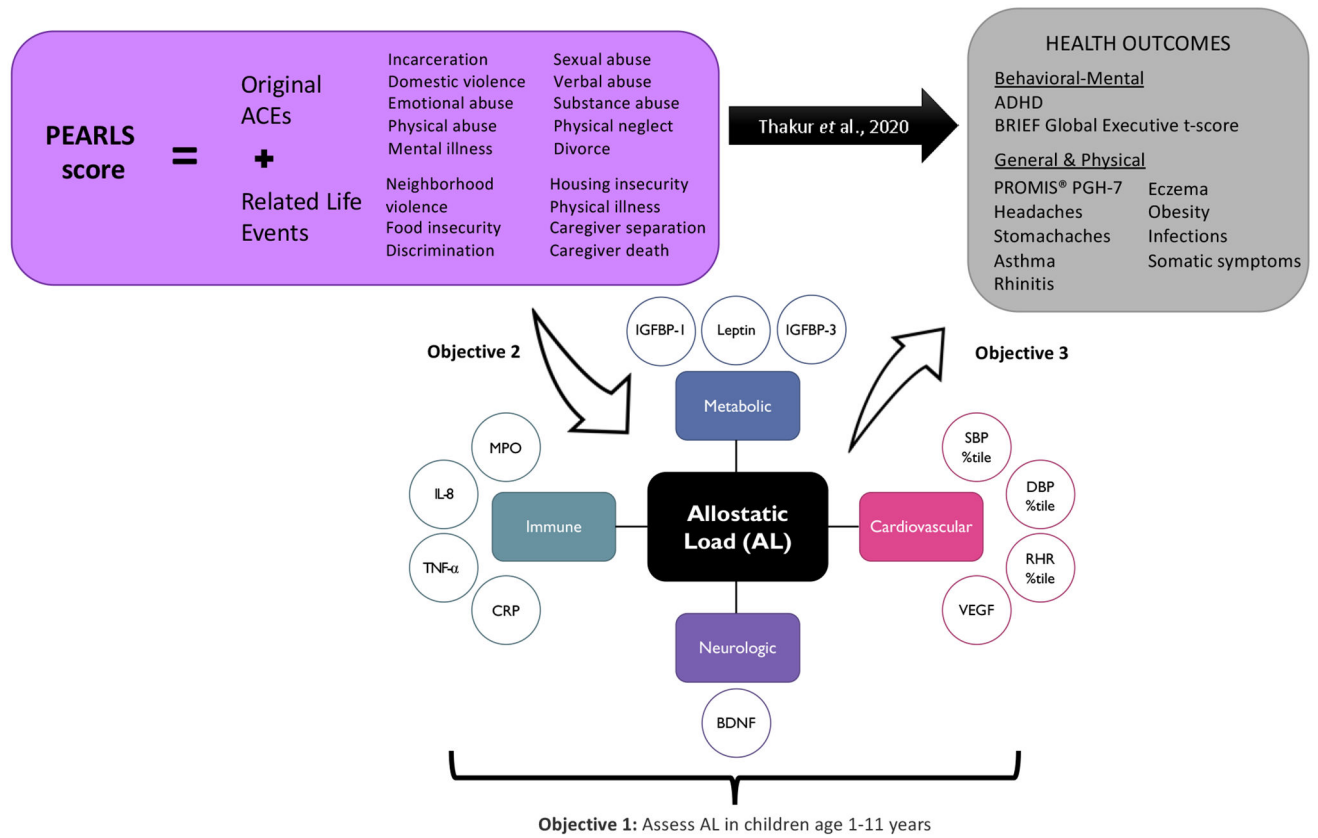 PEARLS
score
=
Original
ACEs
+
Related Life
Events
Incarceration
Domestic violence
Emotional abuse
Physical abuse
Mental illness
Sexual abuse
Verbal abuse
Substance abuse
Physical neglect
Divorce
Neighborhood
violence
Food insecurity
Discrimination
Housing insecurity
Physical illness
Caregiver separation
Caregiver death
Thakur et al., 2020
HEALTH OUTCOMES
Behavioral-Mental
ADHD
BRIEF Global Executive t-score
General & Physical
PROMIS® PGH-7
Headaches
Stomachaches
Asthma
Rhinitis
Eczema
Obesity
Infections
Somatic symptoms
Objective 2
Objective 3
IGFBP-1
Leptin
IGFBP-3
Metabolic
MPO
IL-8
TNF-α
CRP
Immune
Allostatic
Load (AL)
Cardiovascular
SBP
%tile
DBP
%tile
RHR
%tile
VEGF
Neurologic
BDNF
Objective 1: Assess AL in children age 1-11 years